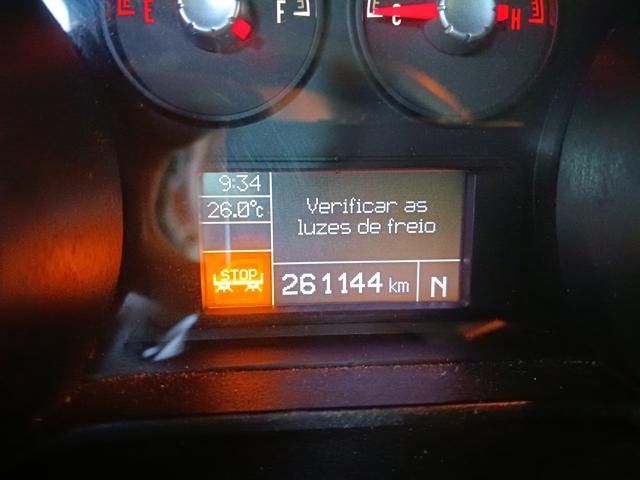 E F C H
9:34
26.0°c
Verificar as
luzes de freio
STOP
261144 km N